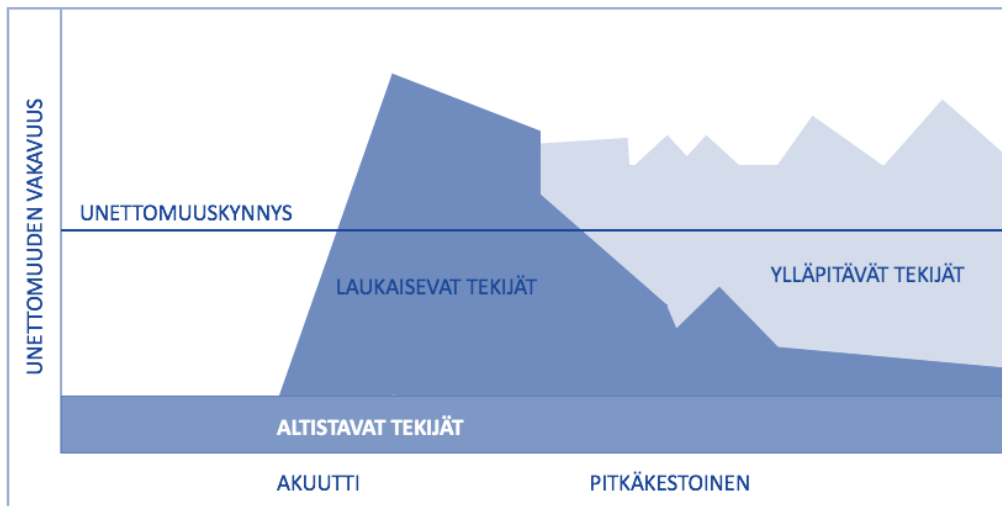 UNETTOMUUDEN VAKAVUUS
UNETTOMUUSKYNNYS
LAUKAISEVAT TEKIJÄT
YLLÄPITÄVÄT TEKIJÄT
ALTISTAVAT TEKIJÄT
AKUUTTI
PITKÄKESTOINEN